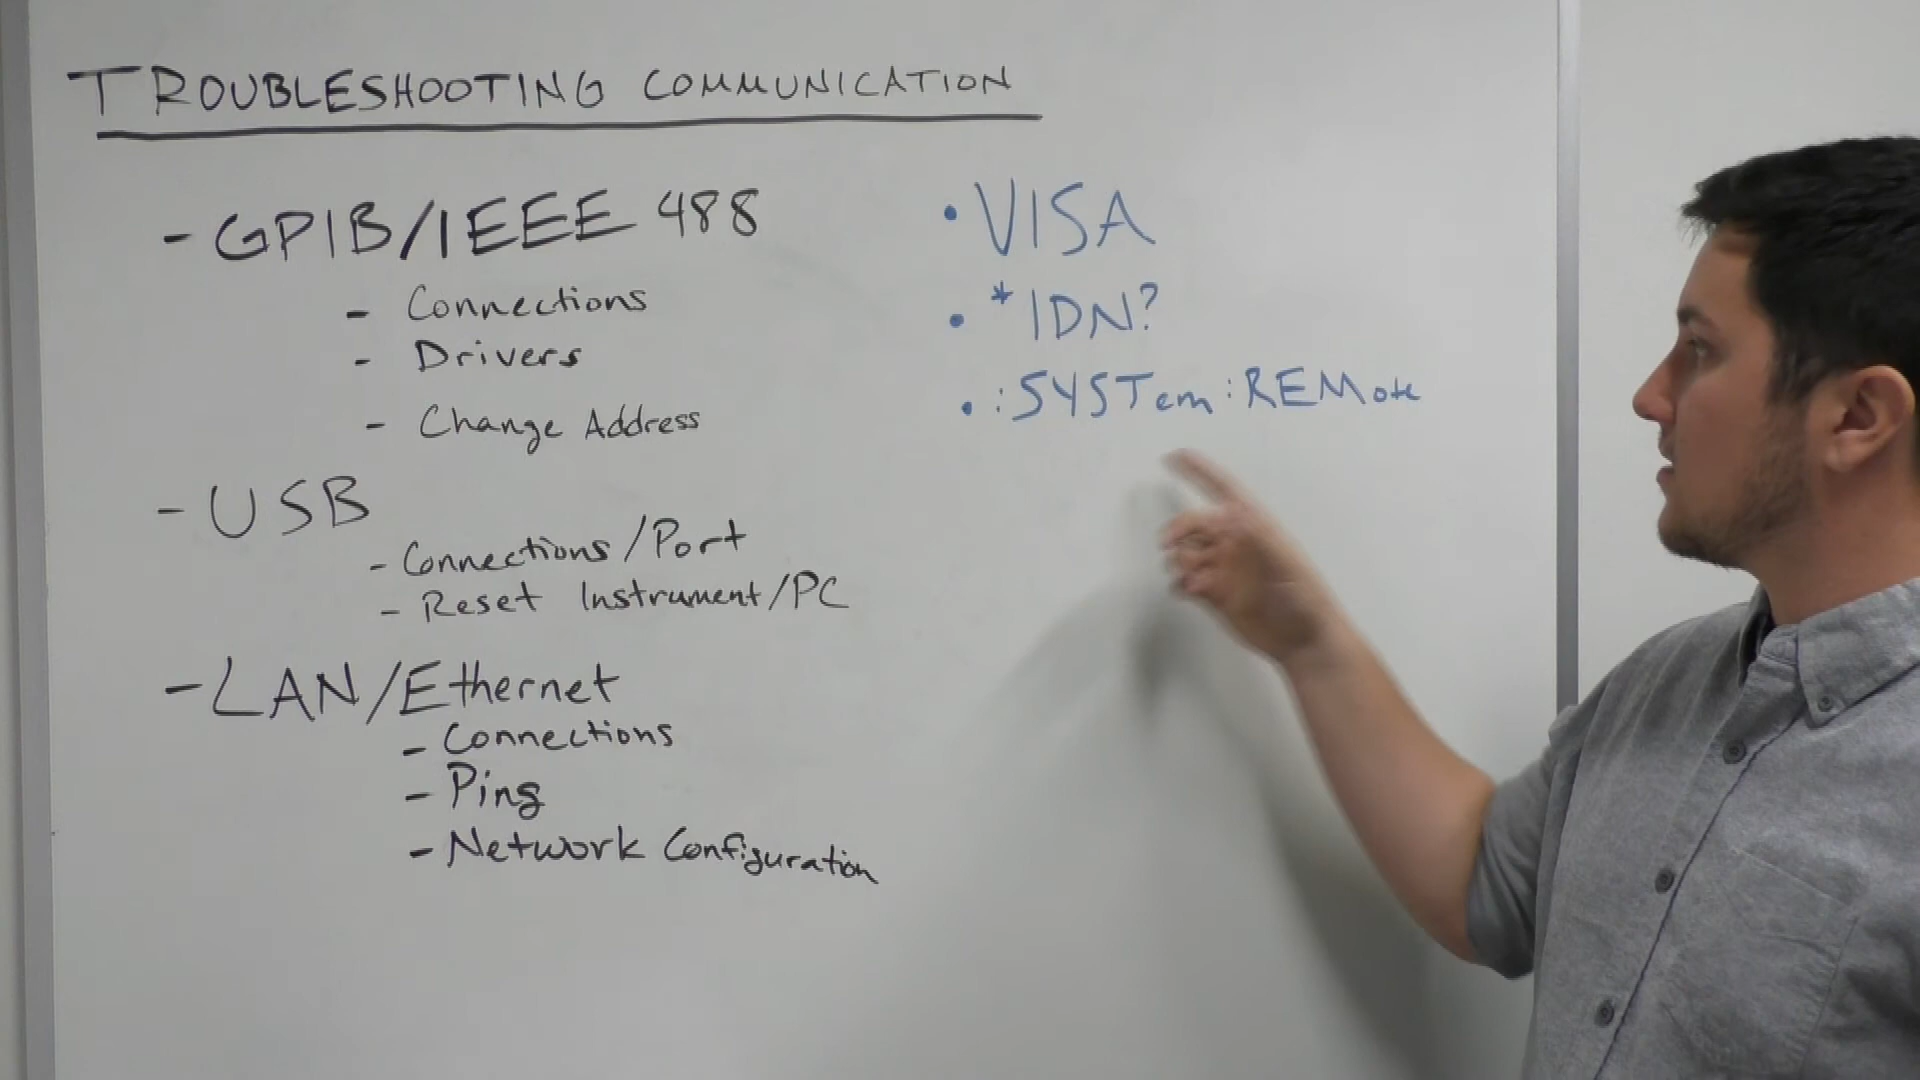 TROUBLESHOOTING COMMUNICATION
- GPIB/IEEE 488
- Connections
- Drivers
- Change Address
- USB
- Connections/Port
- Reset Instrument/PC
- LAN/Ethernet
- Connections
- Ping
- Network Configuration
• VISA
• *IDN?
• :SYSTem:REMote